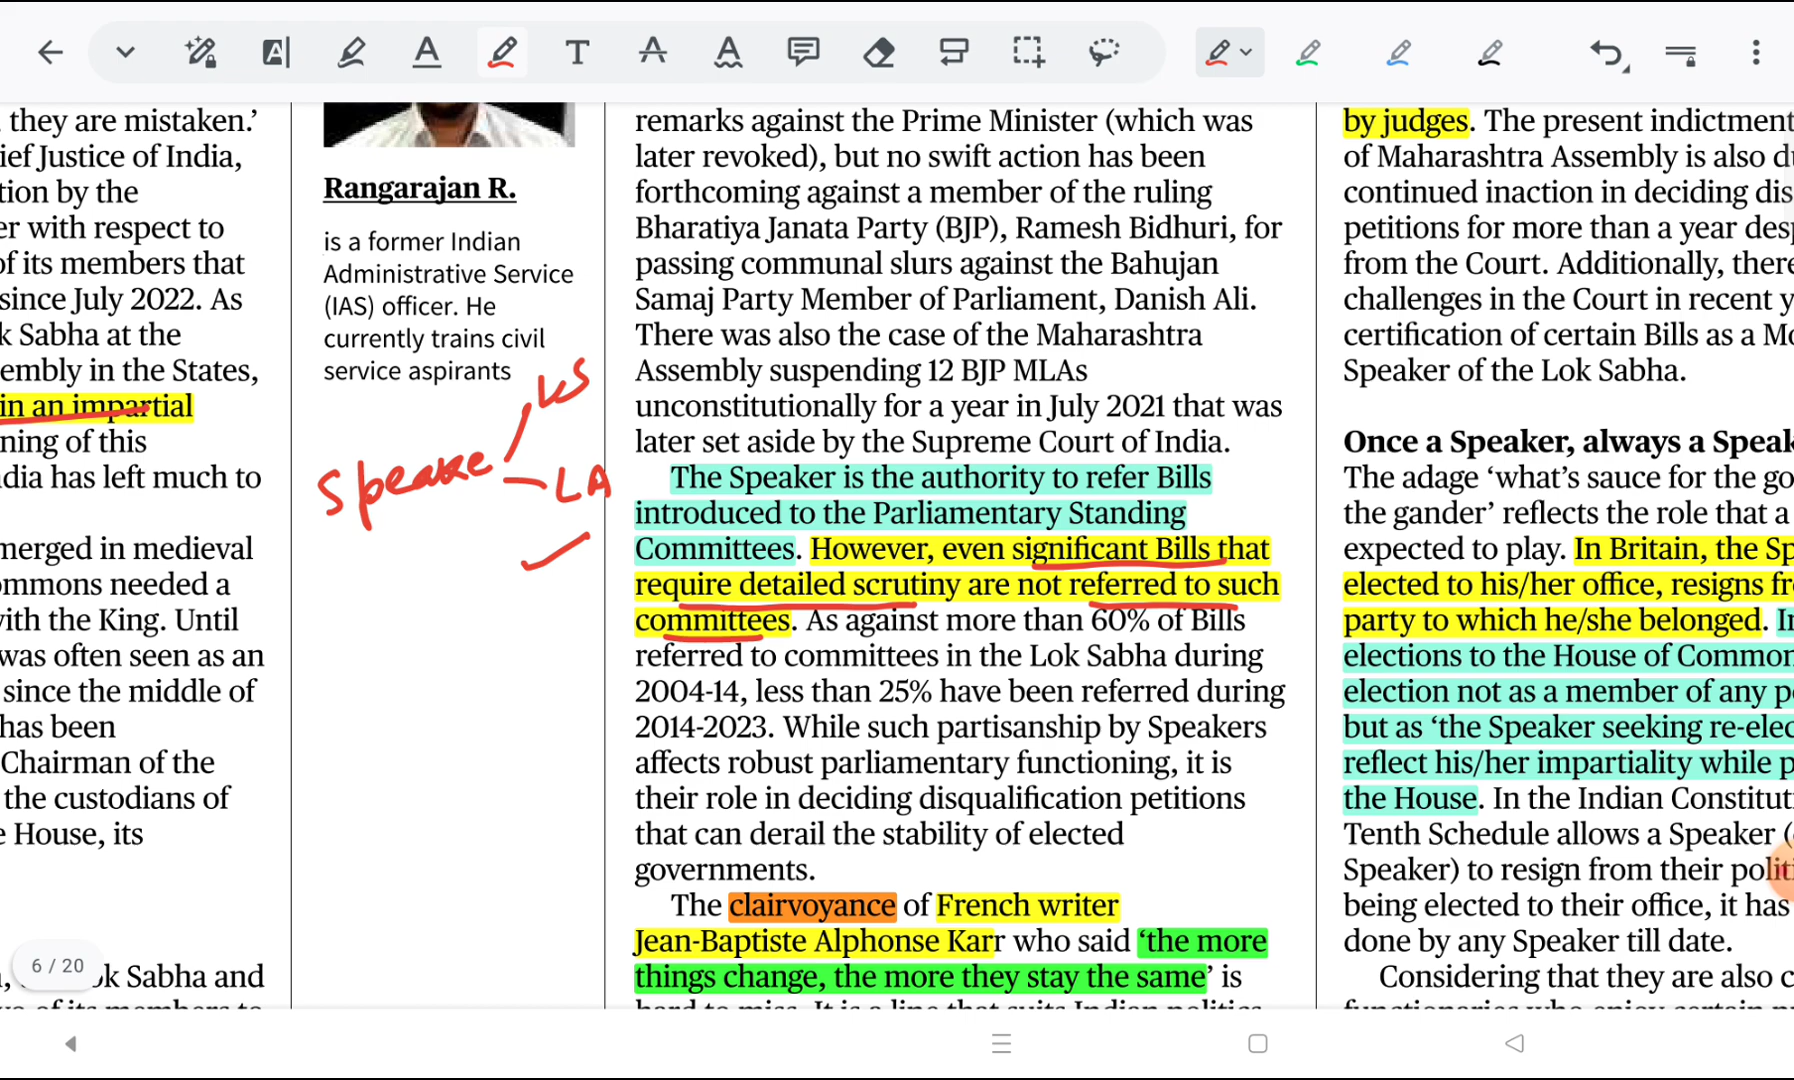 they are mistaken.’
ief Justice of India,
tion by the
er with respect to
of its members that
since July 2022. As
k Sabha at the
embly in the States,
in an impartial
ning of this
dia has left much to
merged in medieval
ommons needed a
with the King. Until
was often seen as an
since the middle of
has been
Chairman of the
the custodians of
e House, its
6 / 20
ok Sabha and
Rangarajan R.
is a former Indian
Administrative Service
(IAS) officer. He
currently trains civil
service aspirants
LS
Speake
LA
remarks against the Prime Minister (which was
later revoked), but no swift action has been
forthcoming against a member of the ruling
Bharatiya Janata Party (BJP), Ramesh Bidhuri, for
passing communal slurs against the Bahujan
Samaj Party Member of Parliament, Danish Ali.
There was also the case of the Maharashtra
Assembly suspending 12 BJP MLAs
unconstitutionally for a year in July 2021 that was
later set aside by the Supreme Court of India.
The Speaker is the authority to refer Bills
introduced to the Parliamentary Standing
Committees. However, even significant Bills that
require detailed scrutiny are not referred to such
committees. As against more than 60% of Bills
referred to committees in the Lok Sabha during
2004-14, less than 25% have been referred during
2014-2023. While such partisanship by Speakers
affects robust parliamentary functioning, it is
their role in deciding disqualification petitions
that can derail the stability of elected
governments.
The clairvoyance of French writer
Jean-Baptiste Alphonse Karr who said ‘the more
things change, the more they stay the same’ is
by judges. The present indictment
of Maharashtra Assembly is also d
continued inaction in deciding dis
petitions for more than a year desp
from the Court. Additionally, there
challenges in the Court in recent y
certification of certain Bills as a Mo
Speaker of the Lok Sabha.
Once a Speaker, always a Speak
The adage ‘what’s sauce for the go
the gander’ reflects the role that a
expected to play. In Britain, the Sp
elected to his/her office, resigns fr
party to which he/she belonged. In
elections to the House of Common
election not as a member of any p
but as ‘the Speaker seeking re-elec
reflect his/her impartiality while p
the House. In the Indian Constituti
Tenth Schedule allows a Speaker (
Speaker) to resign from their politi
being elected to their office, it has
done by any Speaker till date.
Considering that they are also c